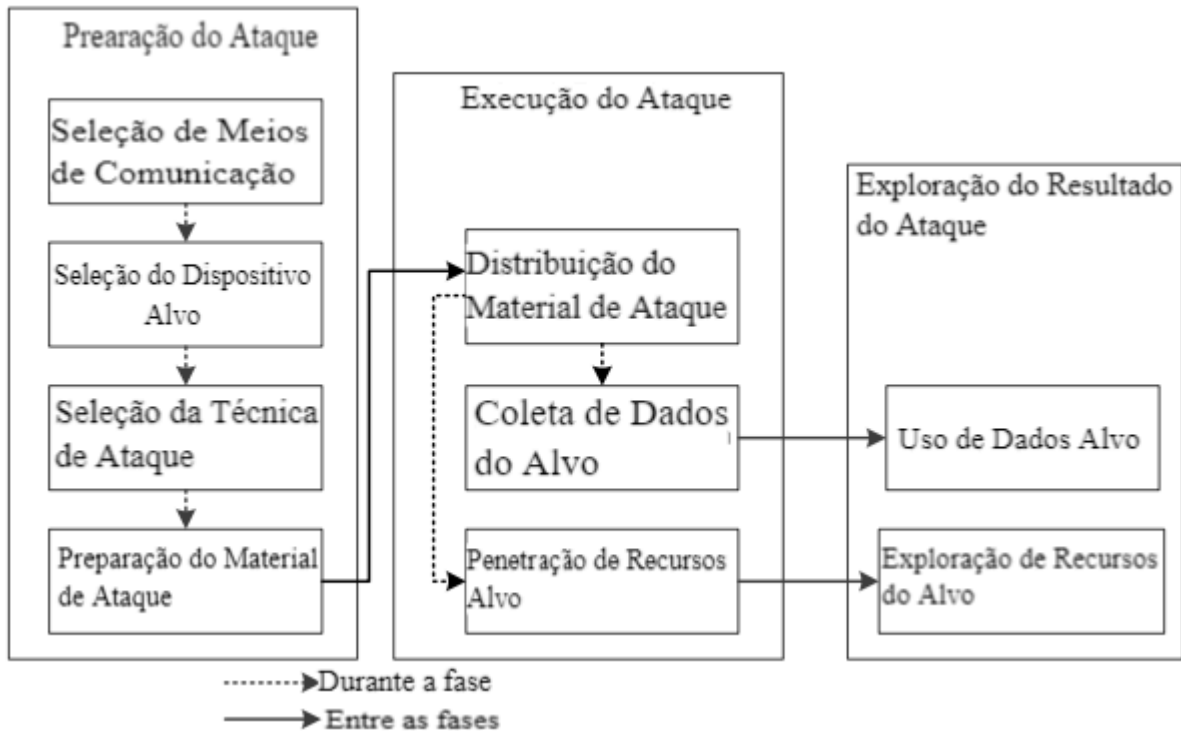 Prearação do Ataque
Seleção de Meios
de Comunicação
Seleção do Dispositivo
Alvo
Seleção da Técnica
de Ataque
Preparação do Material
de Ataque
Execução do Ataque
Distribuição do
Material de Ataque
Coleta de Dados
do Alvo
Penetração de Recursos
Alvo
Exploração do Resultado
do Ataque
Uso de Dados Alvo
Exploração de Recursos
do Alvo
Durante a fase
Entre as fases